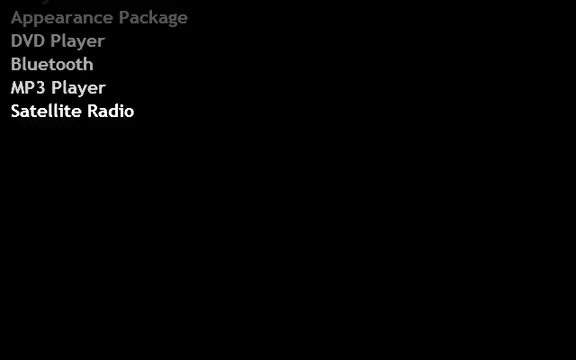 Appearance Package
DVD Player
Bluetooth
MP3 Player
Satellite Radio